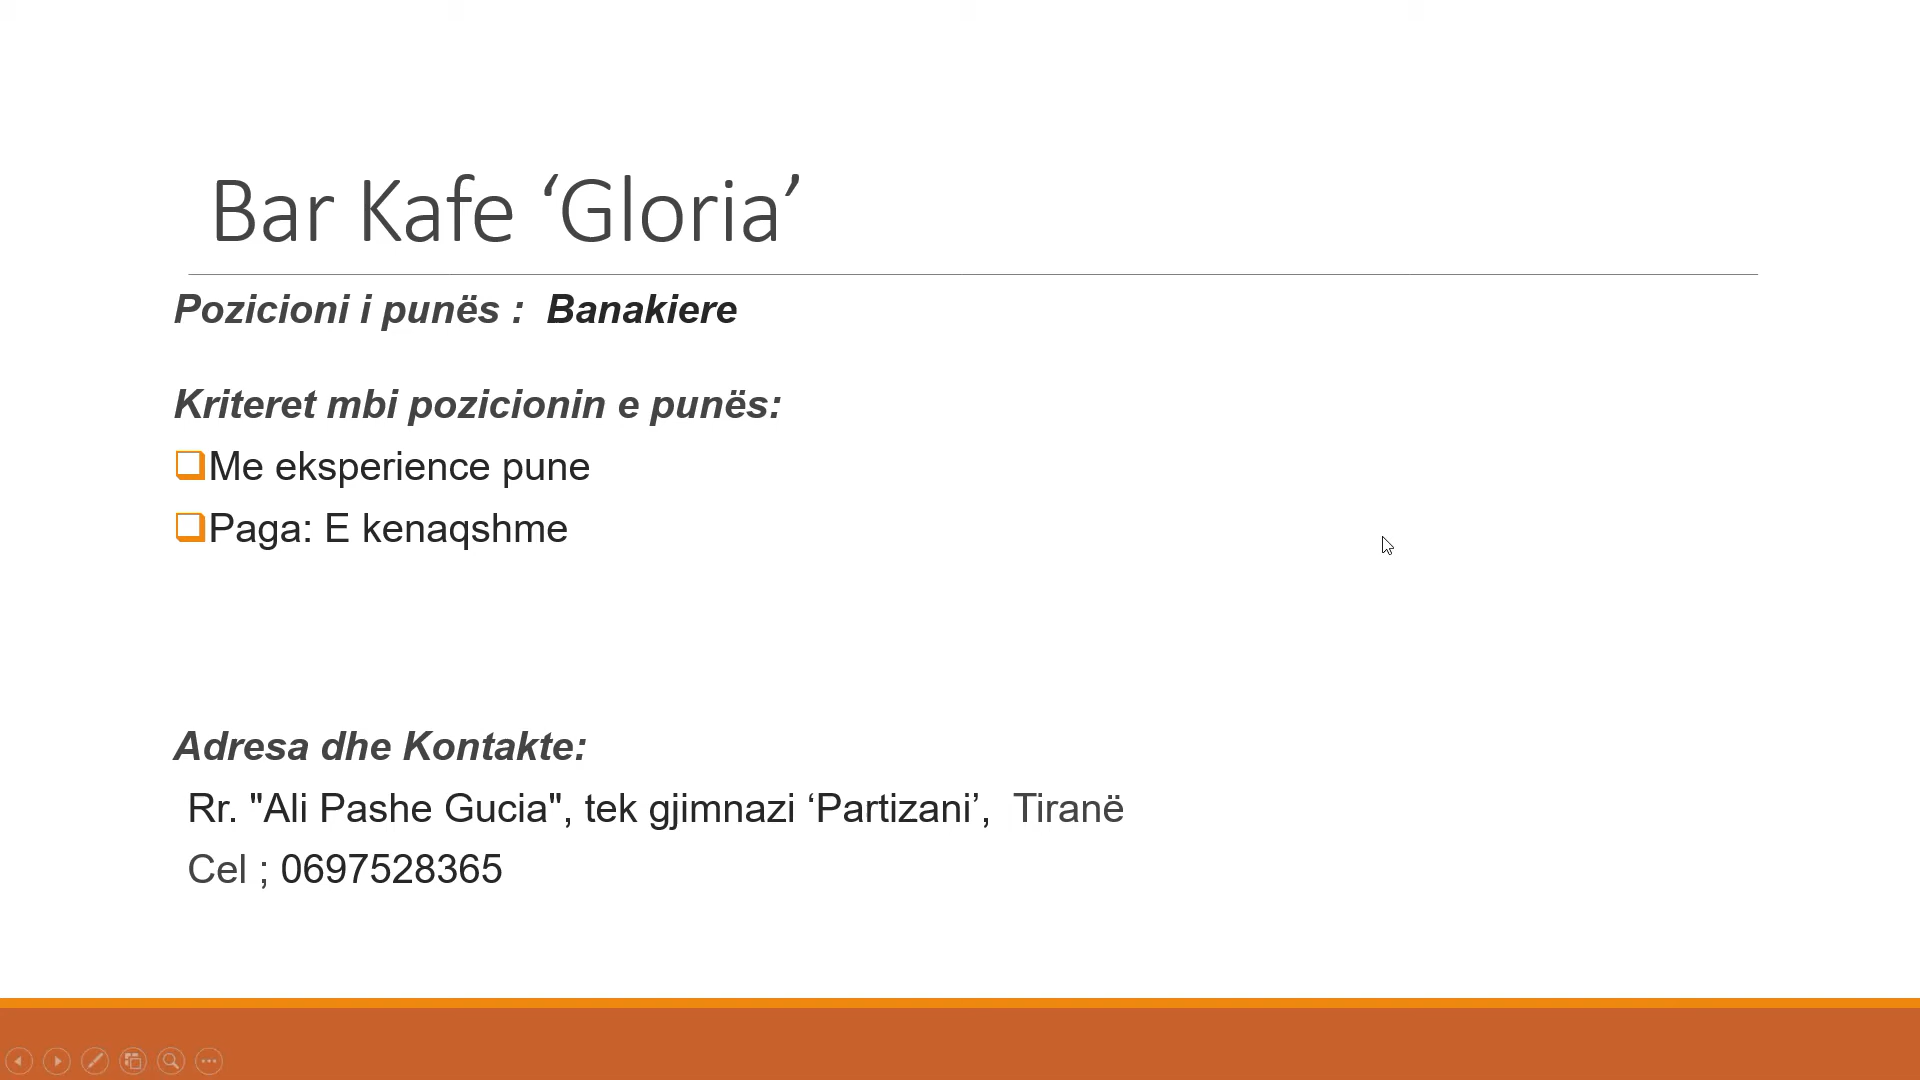 Bar Kafe ‘Gloria’
Pozicioni i punës :  Banakiere
Kriteret mbi pozicionin e punës:
Me eksperience pune
Paga: E kenaqshme
Adresa dhe Kontakte:
Rr. "Ali Pashe Gucia", tek gjimnazi ‘Partizani’,  Tiranë
Cel ; 0697528365